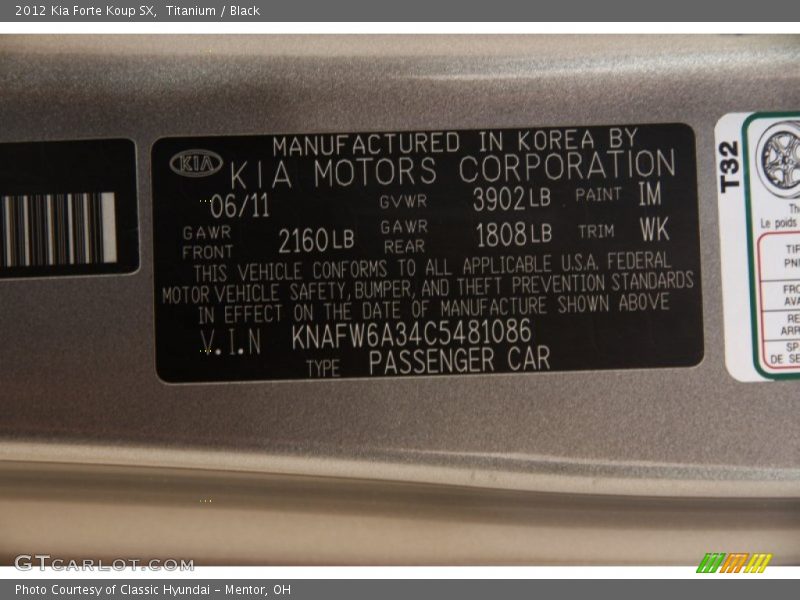 2012 Kia Forte Koup SX,  Titanium / Black
KIA
MANUFACTURED IN KOREA BY
KIA MOTORS CORPORATION
06/11 GVWR 3902LB PAINT IM
GAWR FRONT 2160LB GAWR REAR 1808LB TRIM WK
THIS VEHICLE CONFORMS TO ALL APPLICABLE U.S.A. FEDERAL
MOTOR VEHICLE SAFETY, BUMPER, AND THEFT PREVENTION STANDARDS
IN EFFECT ON THE DATE OF MANUFACTURE SHOWN ABOVE
V.I.N KNAFW6A34C5481086
TYPE PASSENGER CAR
T32
Le poids
GTCARLOT.COM
Photo Courtesy of Classic Hyundai - Mentor, OH